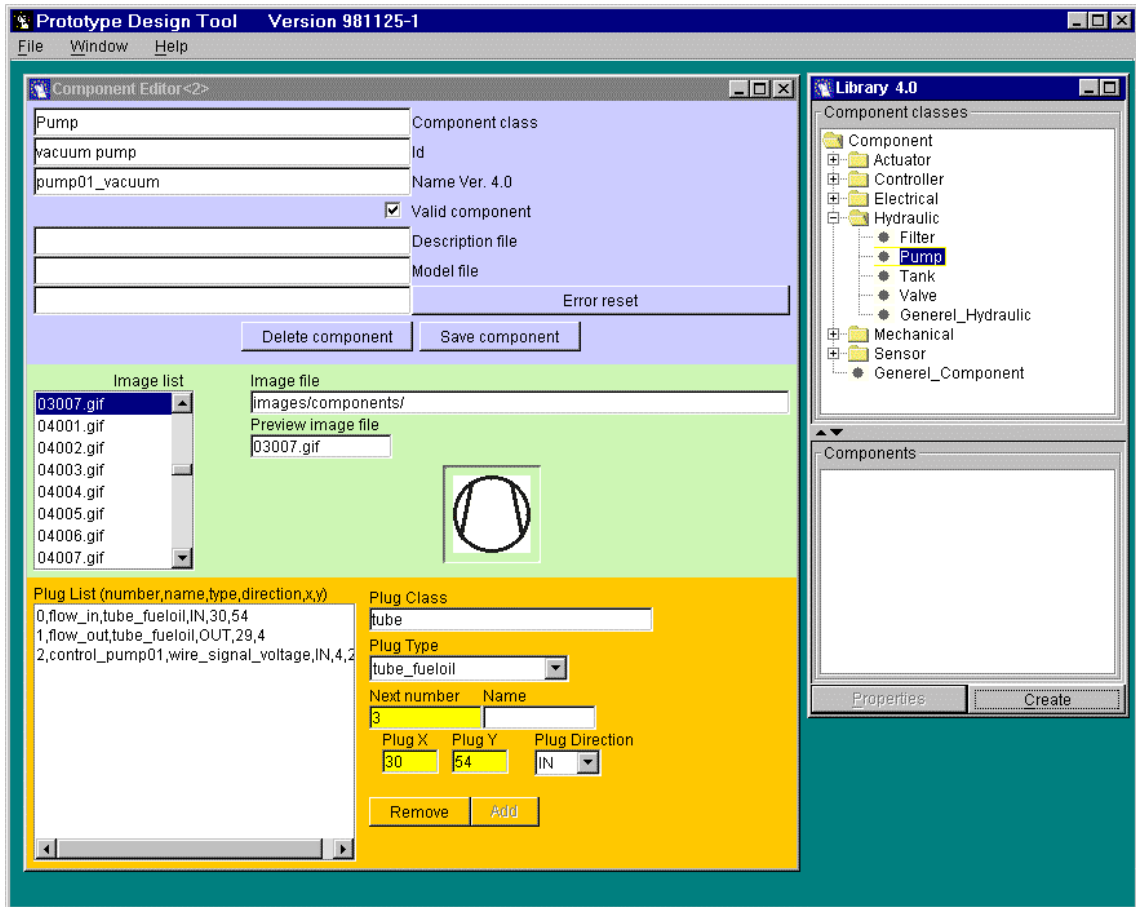 Prototype Design Tool Version 981125-1
File Window Help
Component Editor<2>
Pump Component class
vacuum pump Id
pump01_vacuum Name Ver. 4.0
Valid component
Description file
Model file
Error reset
Delete component Save component
Image list
03007.gif
04001.gif
04002.gif
04003.gif
04004.gif
04005.gif
04006.gif
04007.gif
Image file
images/components/
Preview image file
03007.gif
Plug List (number,name,type,direction,x,y)
0,flow_in,tube_fueloil,IN,30,54
1,flow_out,tube_fueloil,OUT,29,4
2,control_pump01,wire_signal_voltage,IN,4,2
Plug Class
tube
Plug Type
tube_fueloil
Next number Name
3
Plug X Plug Y Plug Direction
30 54 IN
Remove Add
Library 4.0
Component classes
Component
Actuator
Controller
Electrical
Hydraulic
Filter
Pump
Tank
Valve
Generel_Hydraulic
Mechanical
Sensor
Generel_Component
Components
Properties Create